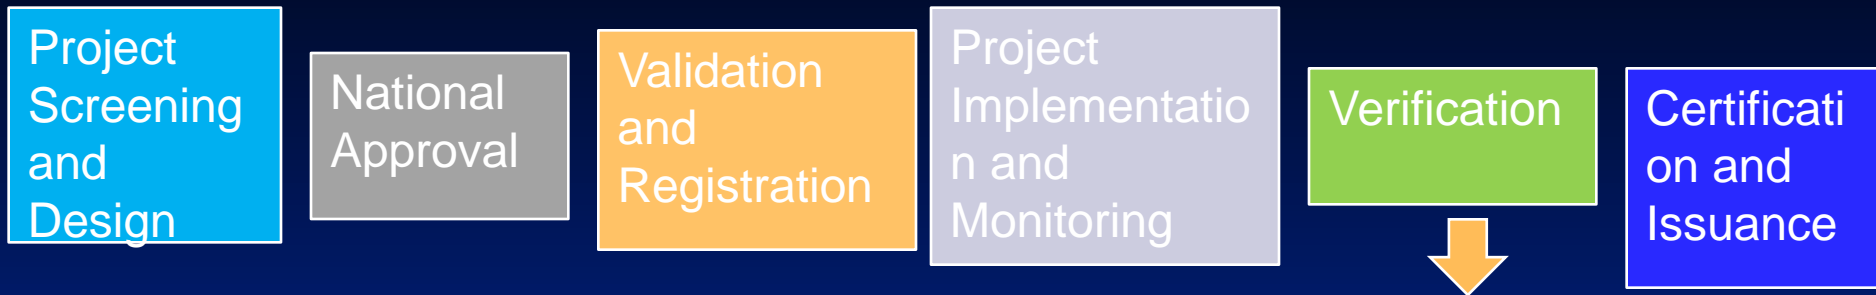 Project
Screening
and
Design
National
Approval
Validation
and
Registration
Project
Implementatio
n and
Monitoring
Verification
Certificati
on and
Issuance